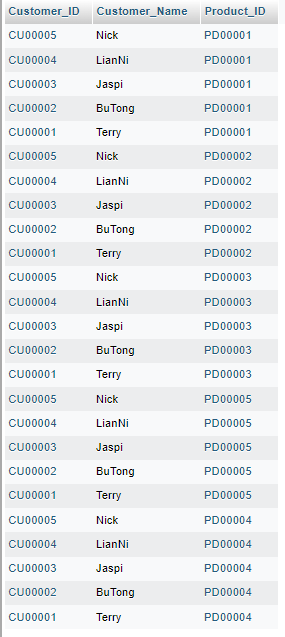 Customer_ID Customer_Name Product_ID
CU00005 Nick PD00001
CU00004 LianNi PD00001
CU00003 Jaspi PD00001
CU00002 BuTong PD00001
CU00001 Terry PD00001
CU00005 Nick PD00002
CU00004 LianNi PD00002
CU00003 Jaspi PD00002
CU00002 BuTong PD00002
CU00001 Terry PD00002
CU00005 Nick PD00003
CU00004 LianNi PD00003
CU00003 Jaspi PD00003
CU00002 BuTong PD00003
CU00001 Terry PD00003
CU00005 Nick PD00005
CU00004 LianNi PD00005
CU00003 Jaspi PD00005
CU00002 BuTong PD00005
CU00001 Terry PD00005
CU00005 Nick PD00004
CU00004 LianNi PD00004
CU00003 Jaspi PD00004
CU00002 BuTong PD00004
CU00001 Terry PD00004